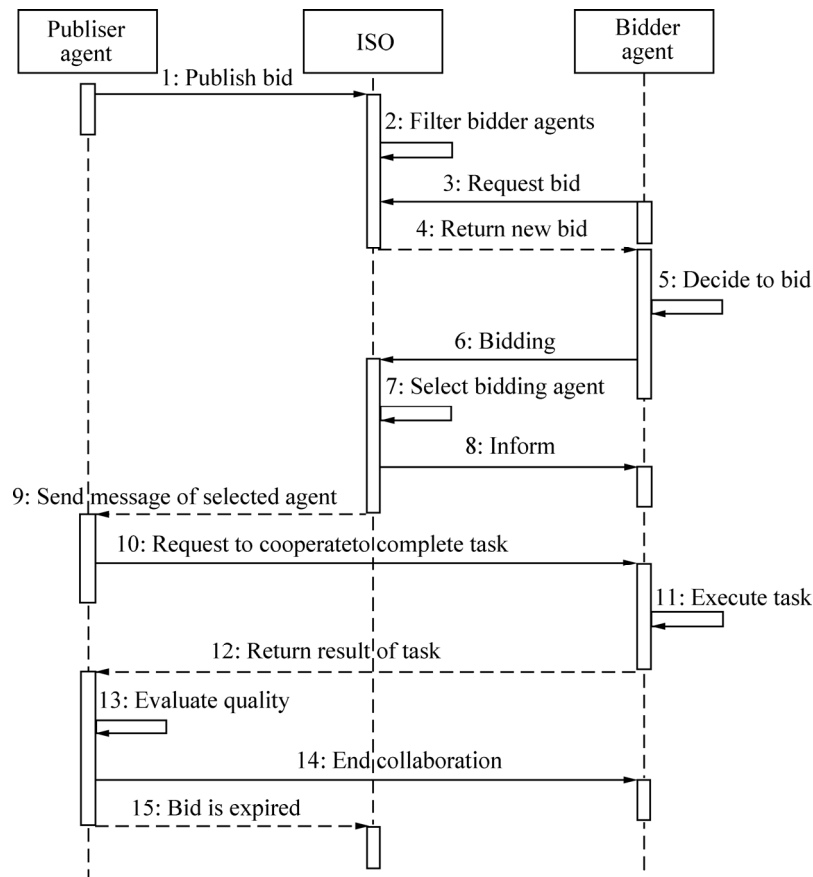 Publiser
agent
ISO
Bidder
agent
1: Publish bid
2: Filter bidder agents
3: Request bid
4: Return new bid
5: Decide to bid
6: Bidding
7: Select bidding agent
8: Inform
9: Send message of selected agent
10: Request to cooperateto complete task
11: Execute task
12: Return result of task
13: Evaluate quality
14: End collaboration
15: Bid is expired